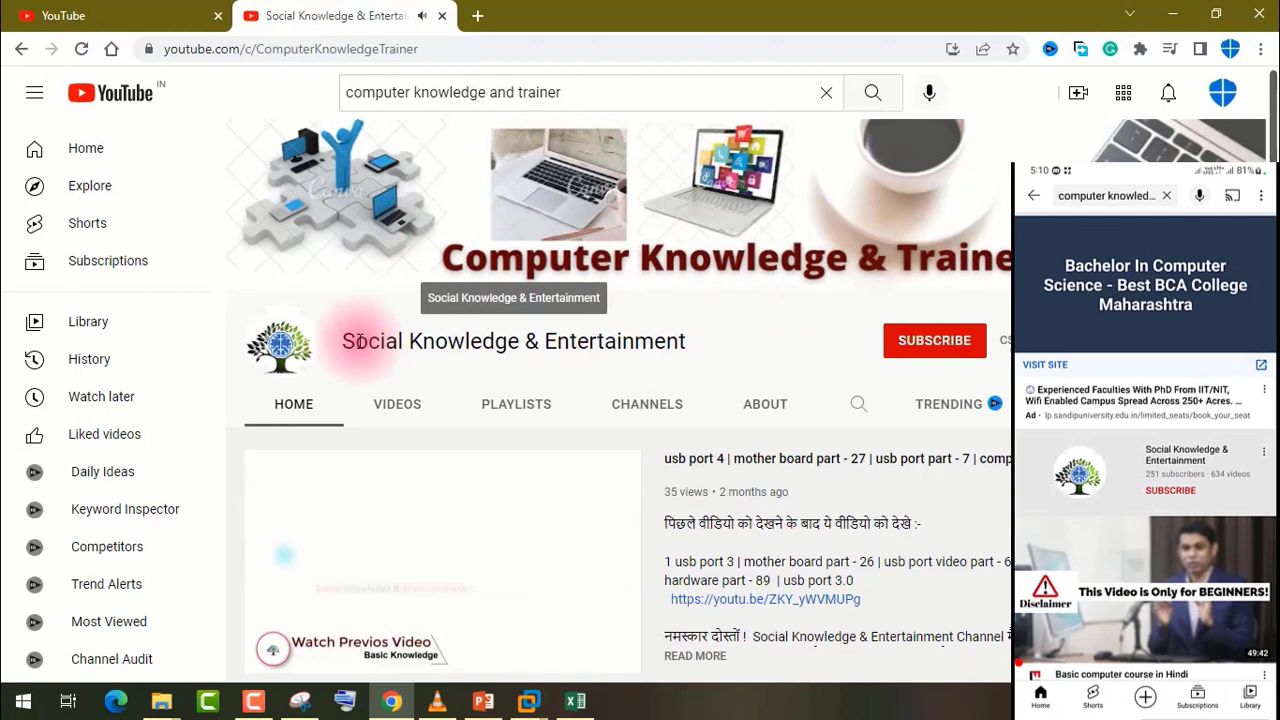 YouTube
Social Knowledge & Entertai
youtube.com/c/ComputerKnowledgeTrainer
YouTube IN
computer knowledge and trainer
Home
Explore
Shorts
Subscriptions
Library
History
Watch later
Liked videos
Daily Ideas
Keyword Inspector
Competitors
Trend Alerts
Most Viewed
Channel Audit
Canva
Canva
Canva
Computer Knowledge & Traine
Social Knowledge & Entertainment
Social Knowledge & Entertainment
SUBSCRIBE
HOME
VIDEOS
PLAYLISTS
CHANNELS
ABOUT
TRENDING
Social Knowledge & Entertainment
Watch Previos Video
Basic Knowledge
usb port 4 | mother board part - 27 | usb port part - 7 | comp
35 views • 2 months ago
पिछले वीडियो को देखने के बाद ये वीडियो को देखे :-
1 usb port 3 | mother board part - 26 | usb port video part - 6
hardware part - 89 | usb 3.0
https://youtu.be/ZKY_yWVMUPg
नमस्कार दोस्तों ! Social Knowledge & Entertainment Channel
READ MORE
5:10
81%
computer knowled...
Bachelor In Computer
Science - Best BCA College
Maharashtra
VISIT SITE
Experienced Faculties With PhD From IIT/NIT,
Wifi Enabled Campus Spread Across 250+ Acres. ...
Ad · lp.sandipuniversity.edu.in/limited_seats/book_your_seat
Social Knowledge &
Entertainment
251 subscribers · 634 videos
SUBSCRIBE
Disclaimer
This Video is Only for BEGINNERS!
49:42
Basic computer course in Hindi
Home
Shorts
Subscriptions
Library